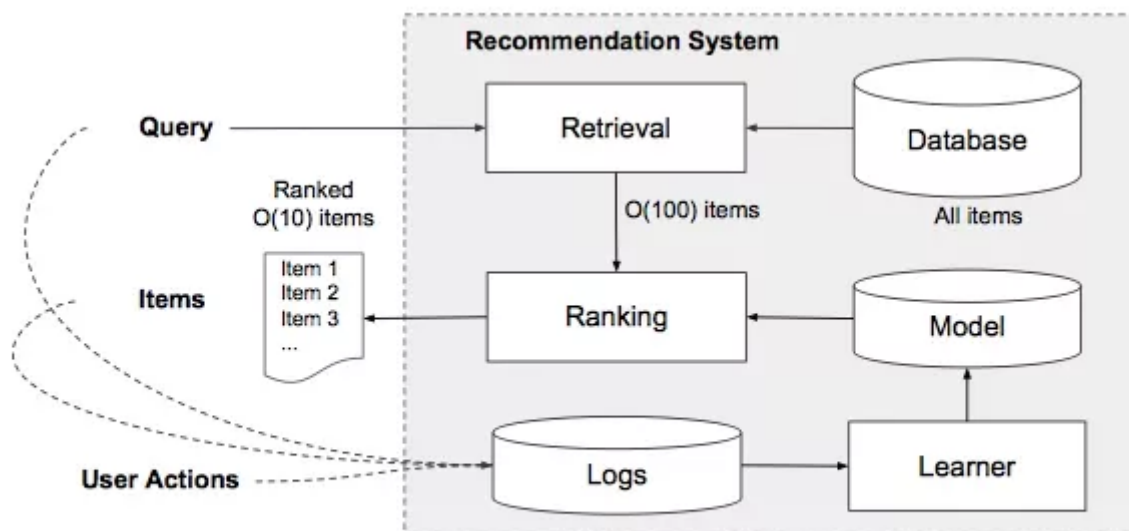 Recommendation System
Query
Retrieval
Database
Ranked
O(10) items
O(100) items
All items
Items
Item 1
Item 2
Item 3
...
Ranking
Model
User Actions
Logs
Learner